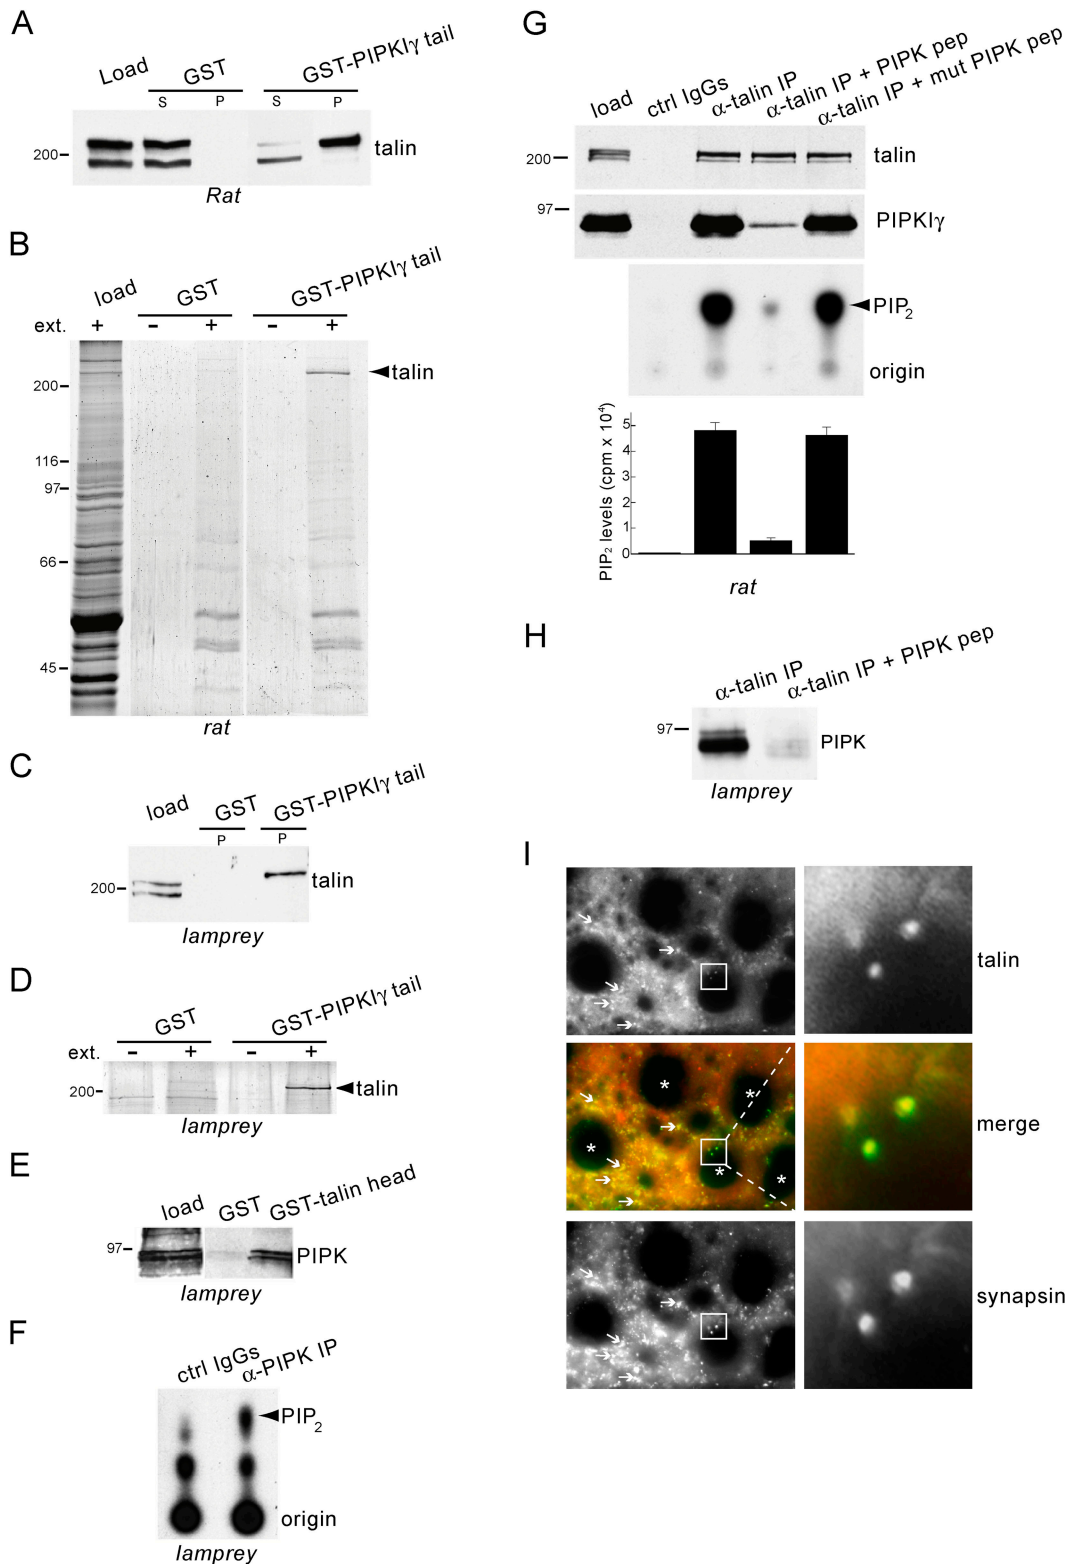 A
Load
GST
GST-PIPKIγ tail
S
P
S
P
200
talin
Rat
B
load
GST
GST-PIPKIγ tail
ext.
+
-
+
-
+
talin
200
116
97
66
45
rat
C
load
GST
GST-PIPKIγ tail
P
P
200
talin
lamprey
D
GST
GST-PIPKIγ tail
ext.
-
+
-
+
200
talin
lamprey
E
load
GST
GST-talin head
97
PIPK
lamprey
F
ctrl IgGs
α-PIPK IP
PIP2
origin
lamprey
G
load
ctrl IgGs
α-talin IP
α-talin IP + PIPK pep
α-talin IP + mut PIPK pep
200
talin
97
PIPKIγ
PIP2
origin
PIP2 levels (cpm x 10⁴)
5
4
3
2
1
0
rat
H
α-talin IP
α-talin IP + PIPK pep
97
PIPK
lamprey
I
talin
merge
* * * * *
synapsin